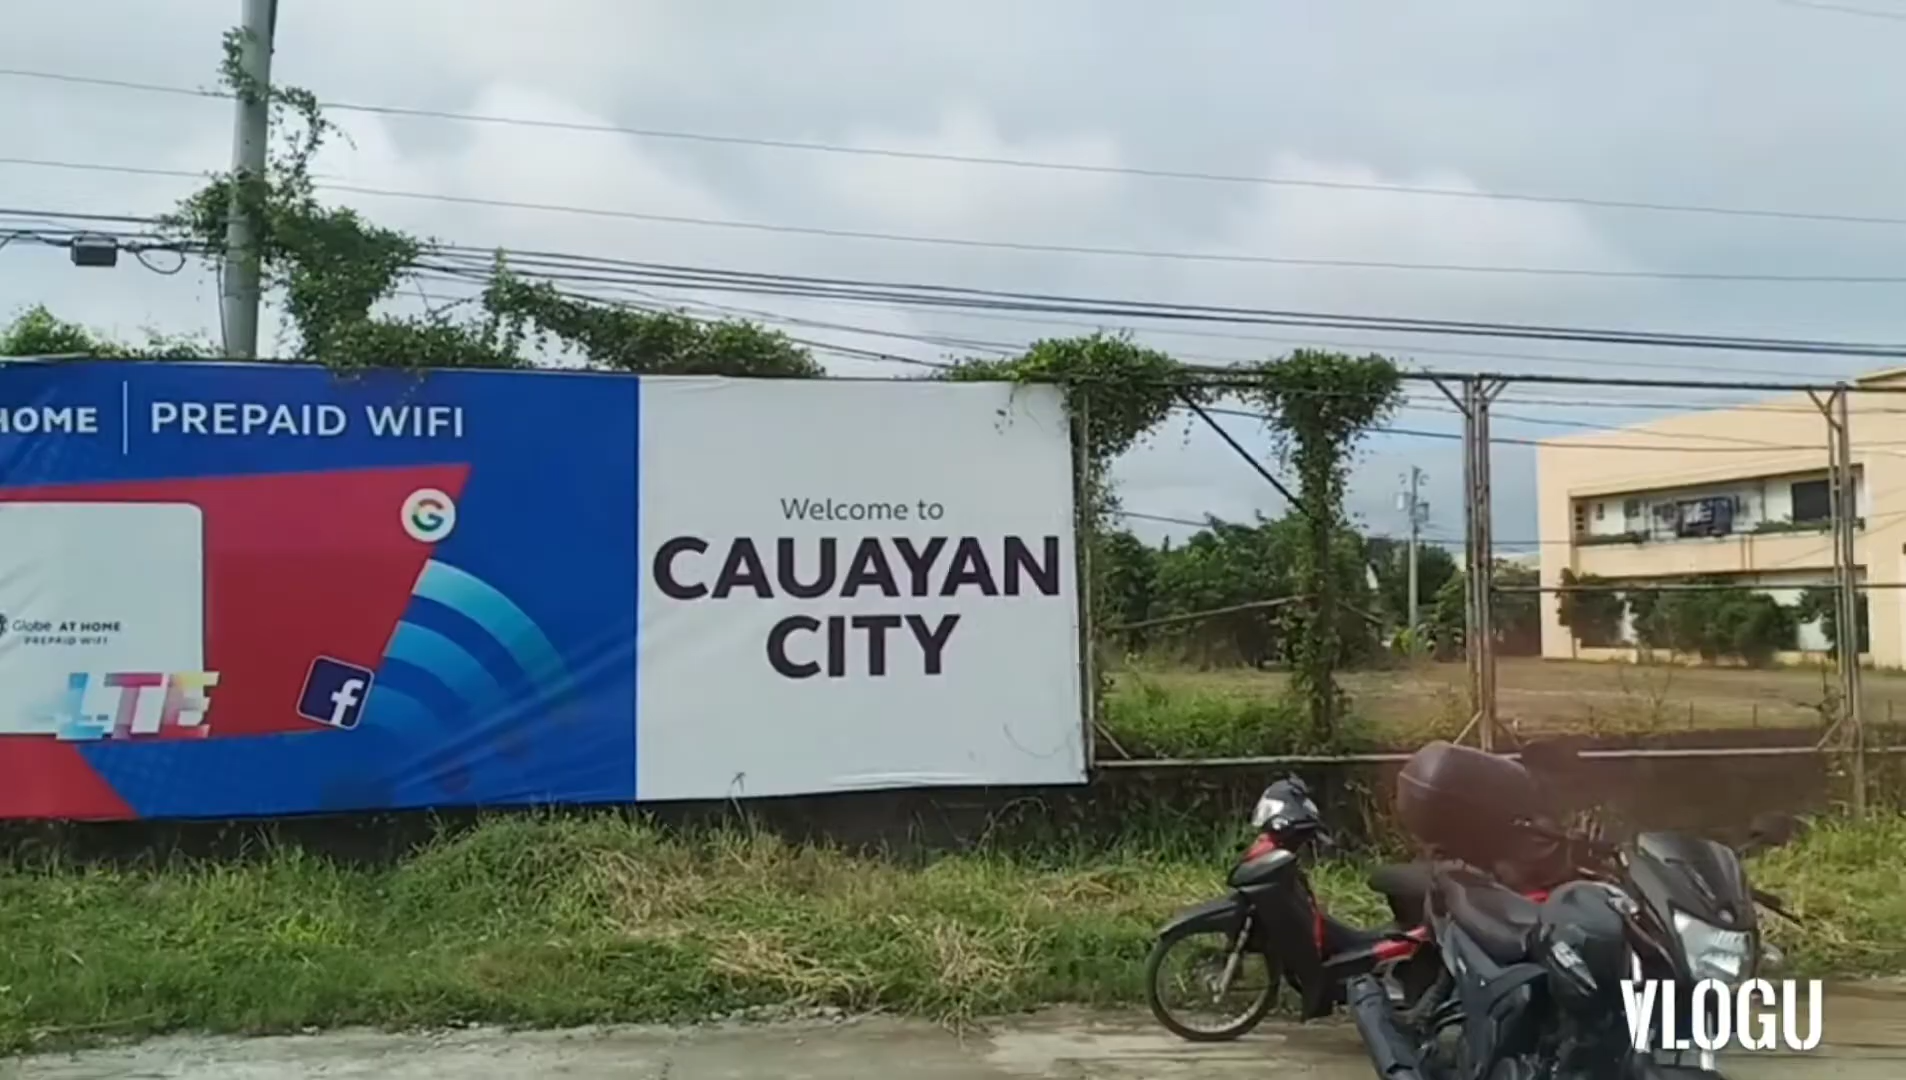 HOME | PREPAID WIFI
Globe AT HOME
PREPAID WIFI
LTE
Welcome to
CAUAYAN
CITY
VLOGU